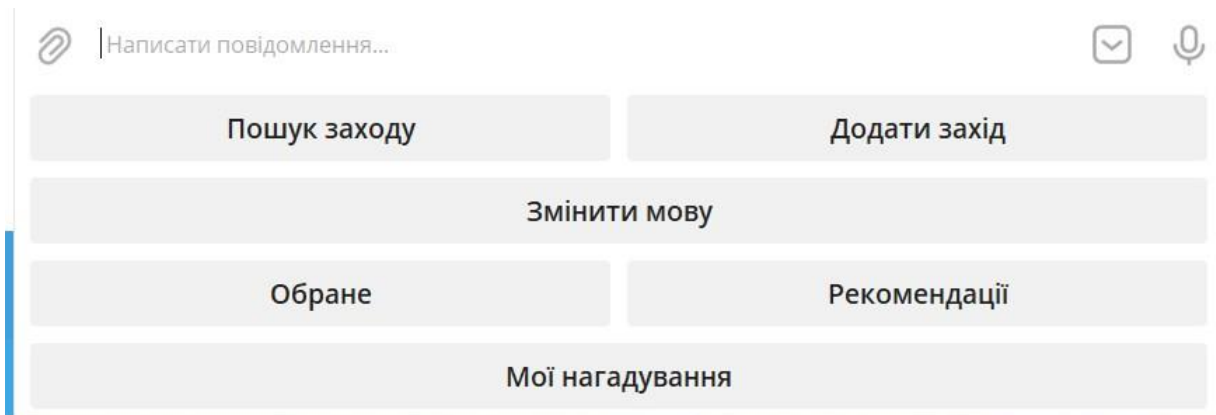 Написати повідомлення...
Пошук заходу
Додати захід
Змінити мову
Обране
Рекомендації
Мої нагадування